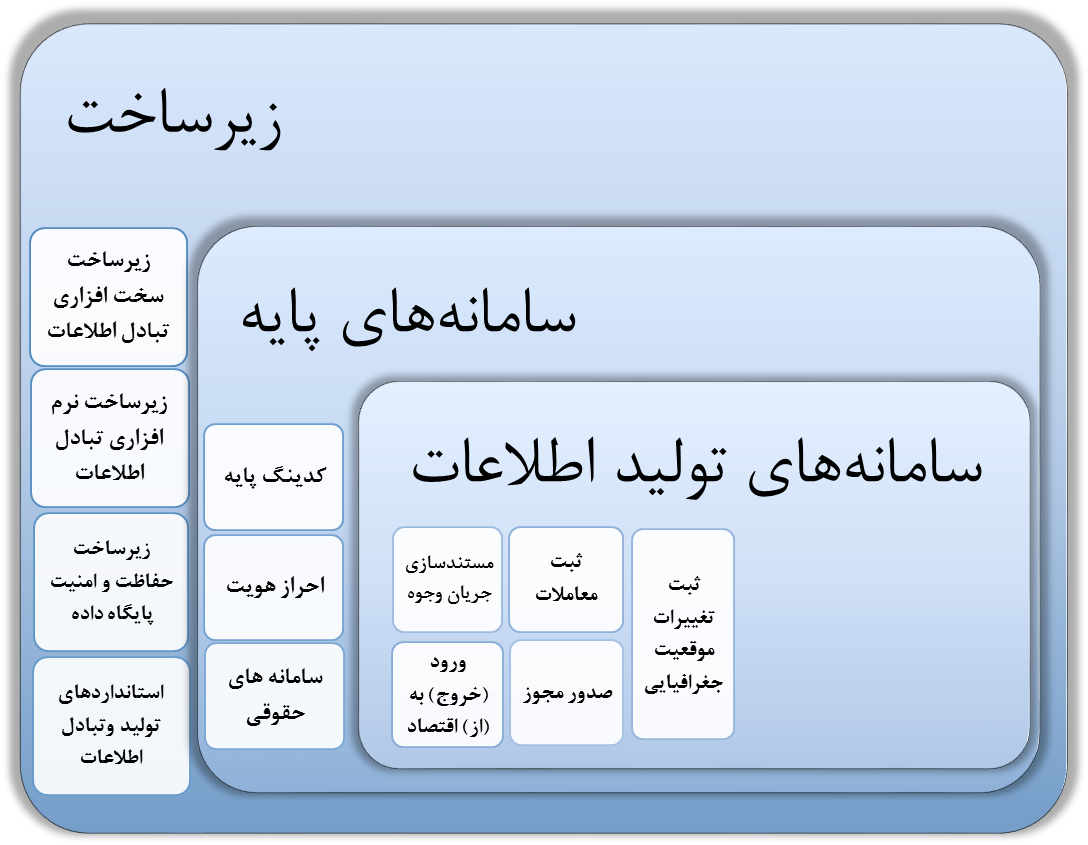 زیرساخت
زیرساخت
سخت افزاری
تبادل اطلاعات
زیرساخت نرم
افزاری تبادل
اطلاعات
زیرساخت
حفاظت و امنیت
پایگاه داده
استانداردهای
تولید وتبادل
اطلاعات
سامانه‌های پایه
کدینگ پایه
احراز هویت
سامانه های
حقوقی
سامانه‌های تولید اطلاعات
مستندسازی
جریان وجوه
ورود
(خروج) به
(از) اقتصاد
ثبت
معاملات
صدور مجوز
ثبت
تغییرات
موقعیت
جغرافیایی